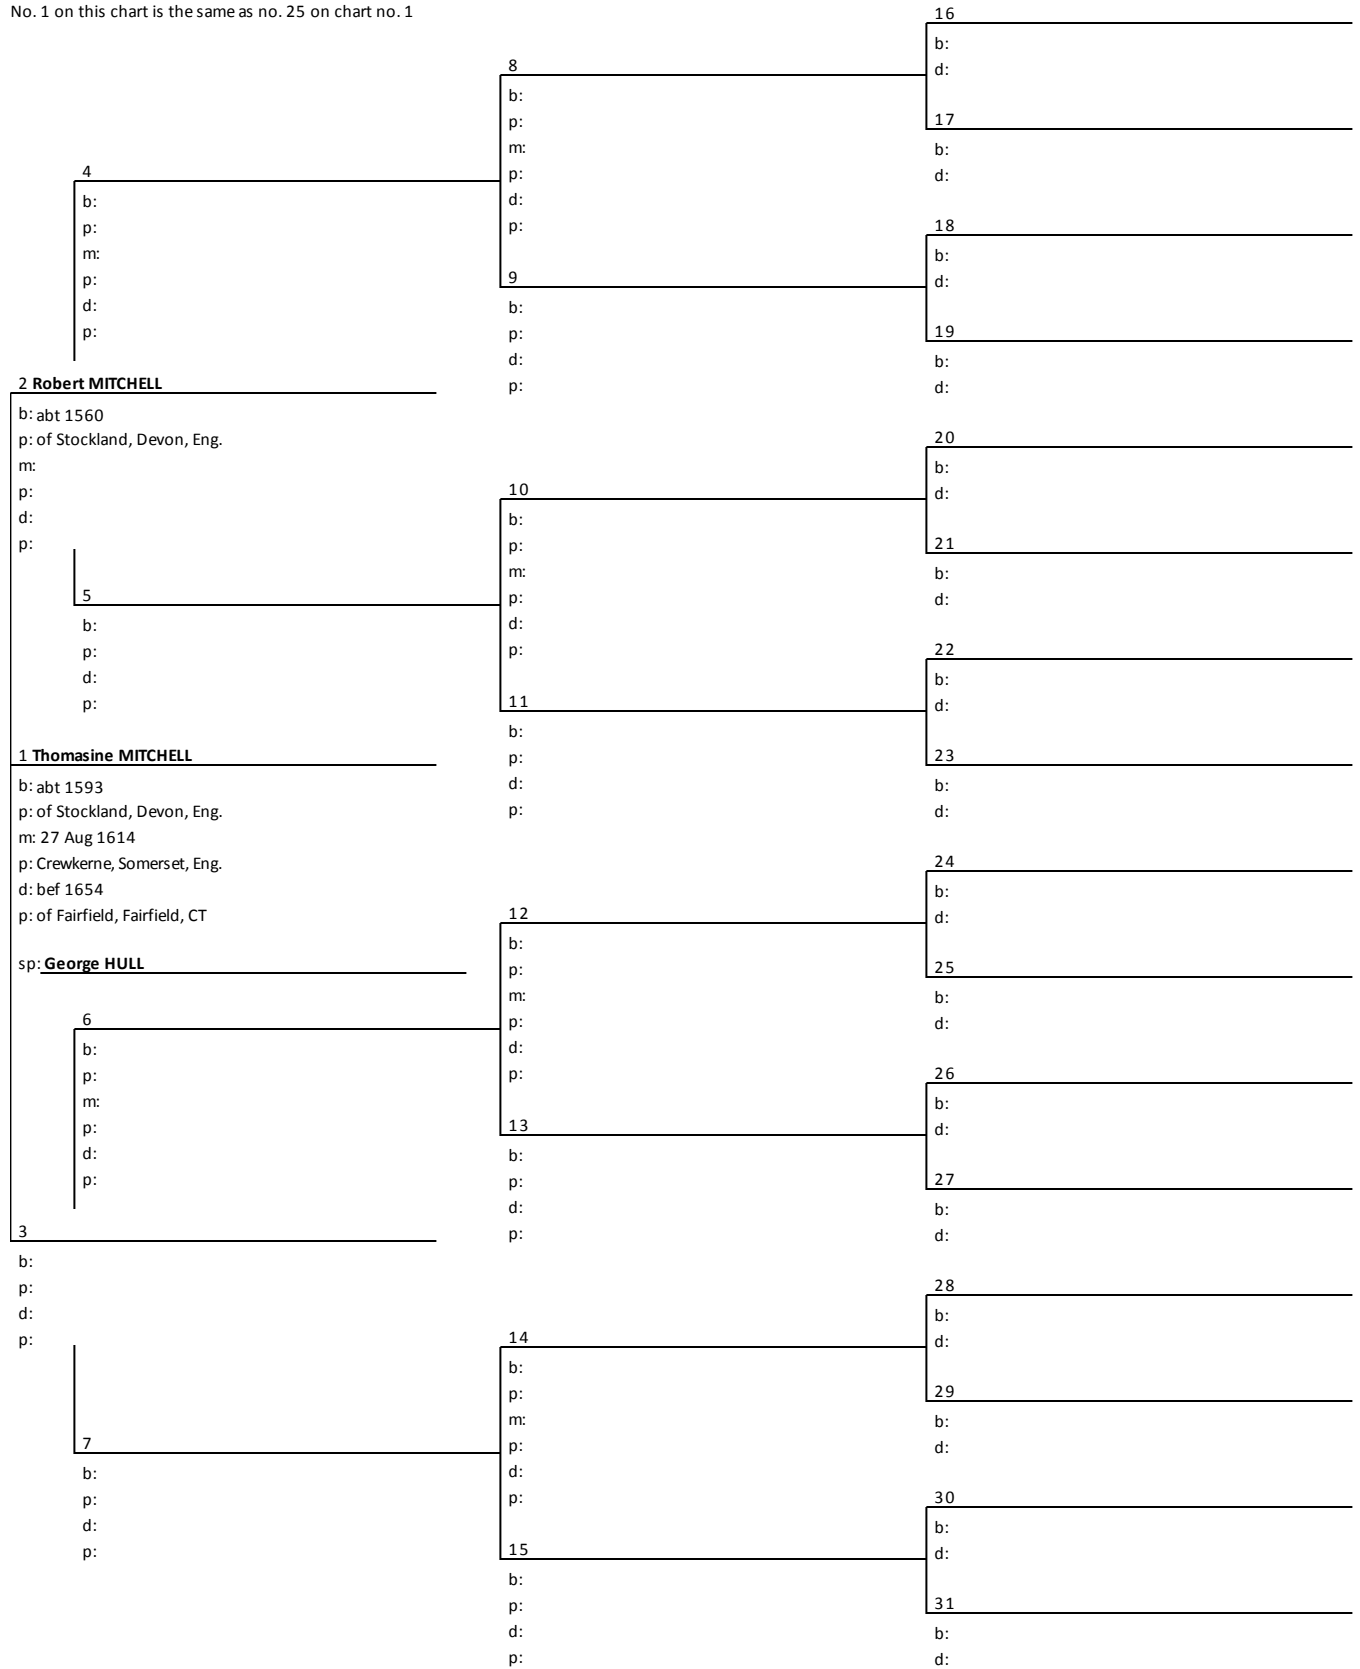 No. 1 on this chart is the same as no. 25 on chart no. 1
4
b:
p:
m:
p:
d:
p:
2 Robert MITCHELL
b: abt 1560
p: of Stockland, Devon, Eng.
m:
p:
d:
p:
5
b:
p:
d:
p:
1 Thomasine MITCHELL
b: abt 1593
p: of Stockland, Devon, Eng.
m: 27 Aug 1614
p: Crewkerne, Somerset, Eng.
d: bef 1654
p: of Fairfield, Fairfield, CT
sp: George HULL
6
b:
p:
m:
p:
d:
p:
3
b:
p:
d:
p:
7
b:
p:
d:
p:
8
b:
p:
m:
p:
d:
p:
9
b:
p:
d:
p:
10
b:
p:
m:
p:
d:
p:
11
b:
p:
d:
p:
12
b:
p:
m:
p:
d:
p:
13
b:
p:
d:
p:
14
b:
p:
m:
p:
d:
p:
15
b:
p:
d:
p:
16
b:
d:
17
b:
d:
18
b:
d:
19
b:
d:
20
b:
d:
21
b:
d:
22
b:
d:
23
b:
d:
24
b:
d:
25
b:
d:
26
b:
d:
27
b:
d:
28
b:
d:
29
b:
d:
30
b:
d:
31
b:
d: